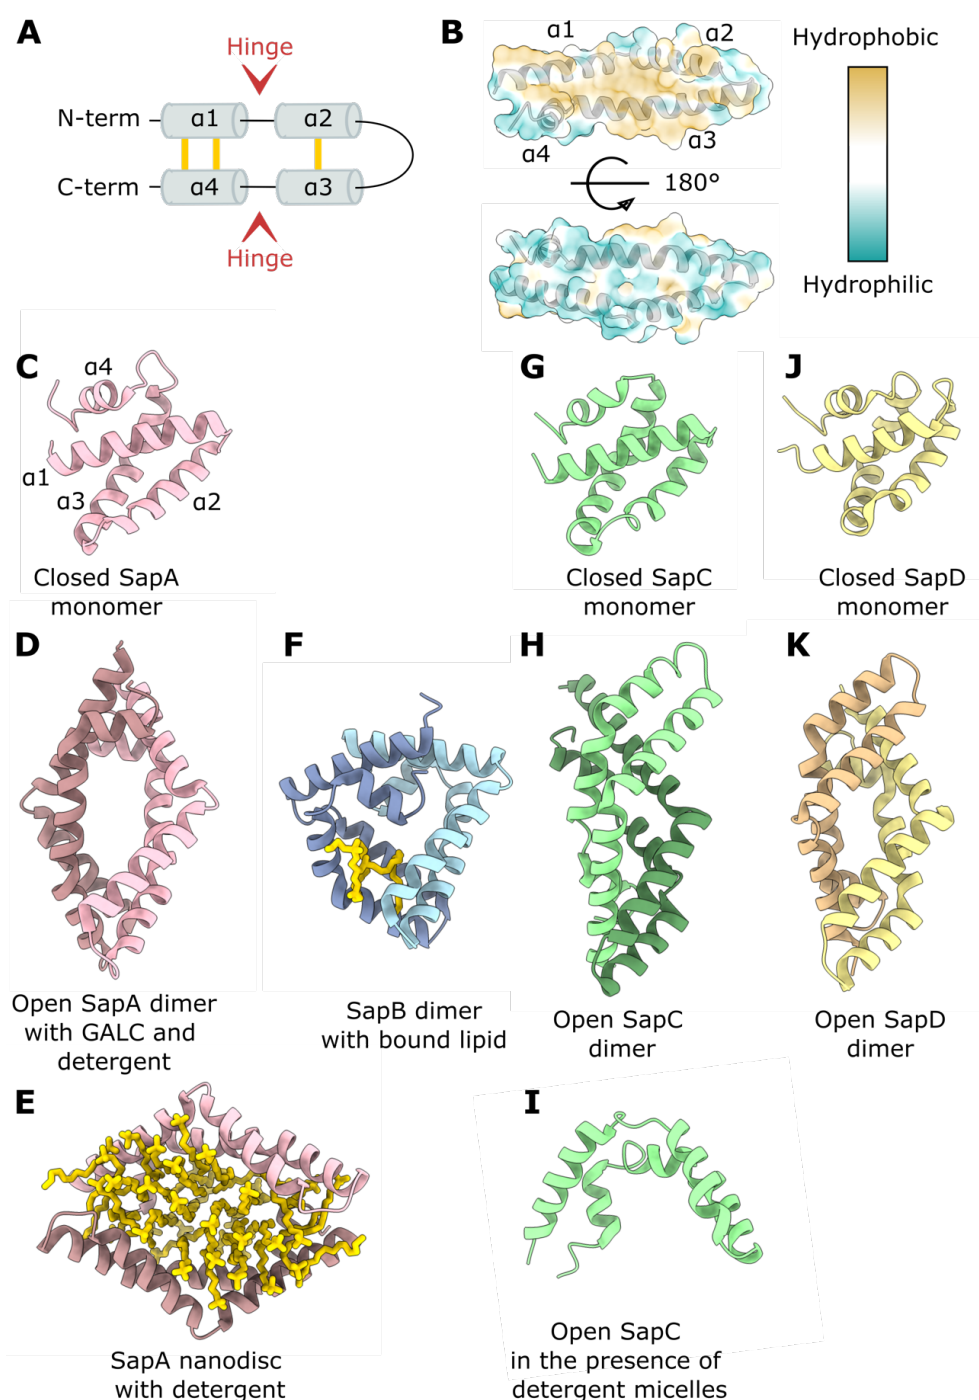 A
Hinge
N-term
α1
α2
C-term
α4
α3
Hinge
B
α1
α2
α4
α3
180°
Hydrophobic
Hydrophilic
C
α4
α1
α3
α2
Closed SapA
monomer
G
Closed SapC
monomer
J
Closed SapD
monomer
D
Open SapA dimer
with GALC and
detergent
F
SapB dimer
with bound lipid
H
Open SapC
dimer
K
Open SapD
dimer
E
SapA nanodisc
with detergent
I
Open SapC
in the presence of
detergent micelles